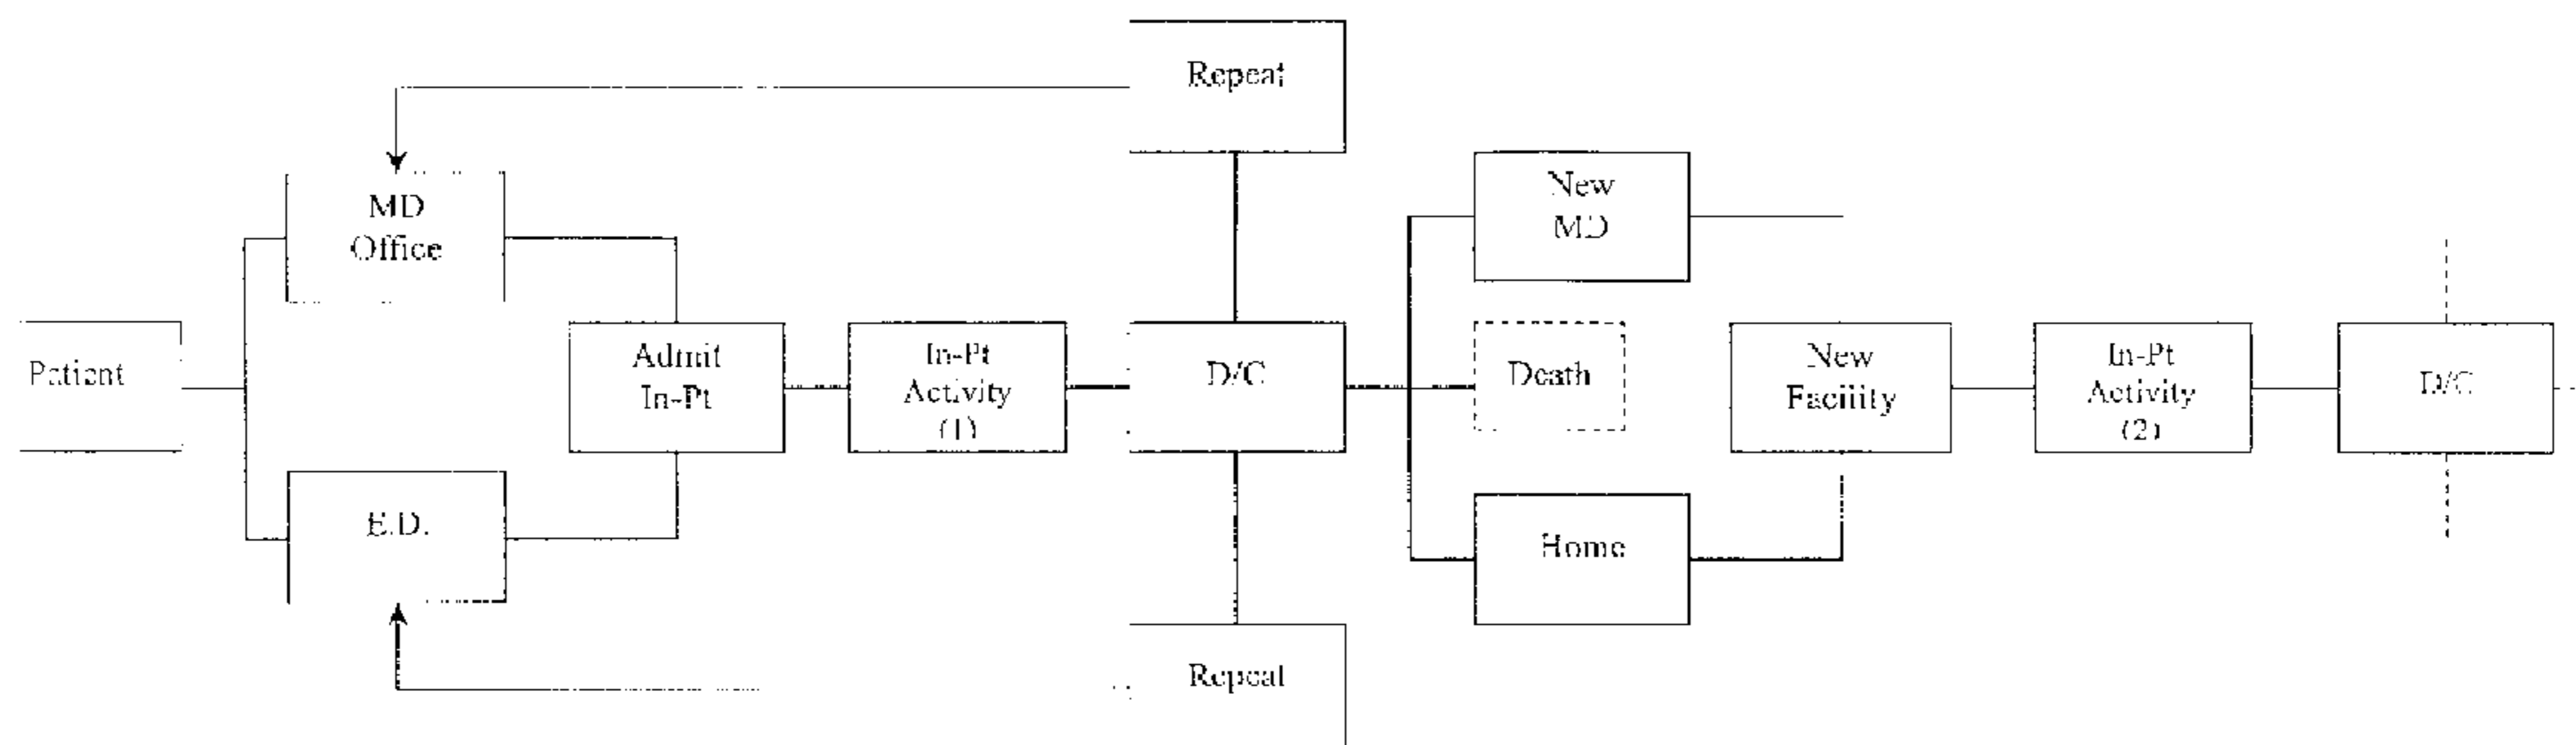 Repeat
MD
Office
New
MD
Patient
Admit
In-Pt
In-Pt
Activity
(1)
D/C
Death
New
Facility
In-Pt
Activity
(2)
D/C
E.D.
Home
Repeat